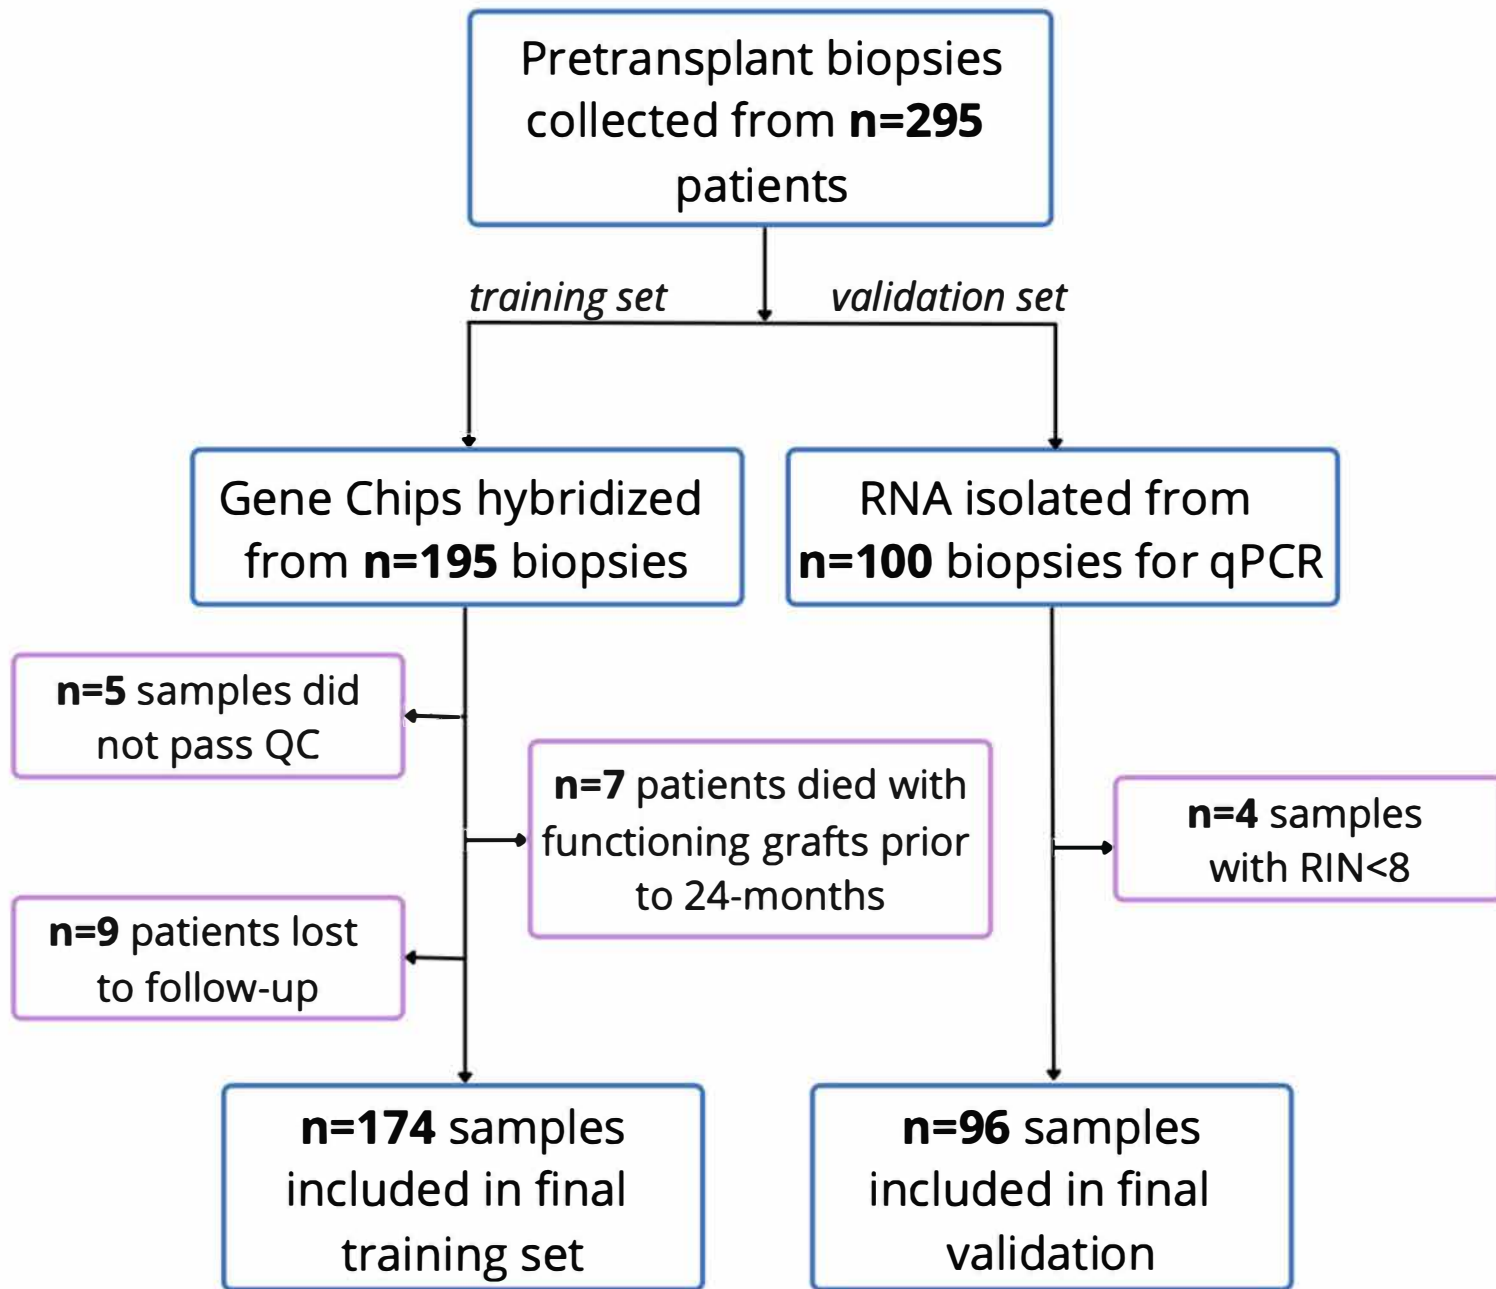 Pretransplant biopsies
collected from n=295
patients
training set
validation set
Gene Chips hybridized
from n=195 biopsies
RNA isolated from
n=100 biopsies for qPCR
n=5 samples did
not pass QC
n=7 patients died with
functioning grafts prior
to 24-months
n=4 samples
with RIN<8
n=9 patients lost
to follow-up
n=174 samples
included in final
training set
n=96 samples
included in final
validation